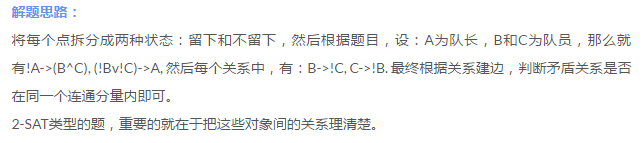 解题思路：
将每个点拆分成两种状态：留下和不留下，然后根据题目，设：A为队长，B和C为队员，那么就
有!A->(B^C), (!Bv!C)->A, 然后每个关系中，有：B->!C, C->!B. 最终根据关系建边，判断矛盾关系是否
在同一个连通分量内即可。
2-SAT类型的题，重要的就在于把这些对象间的关系理清楚。